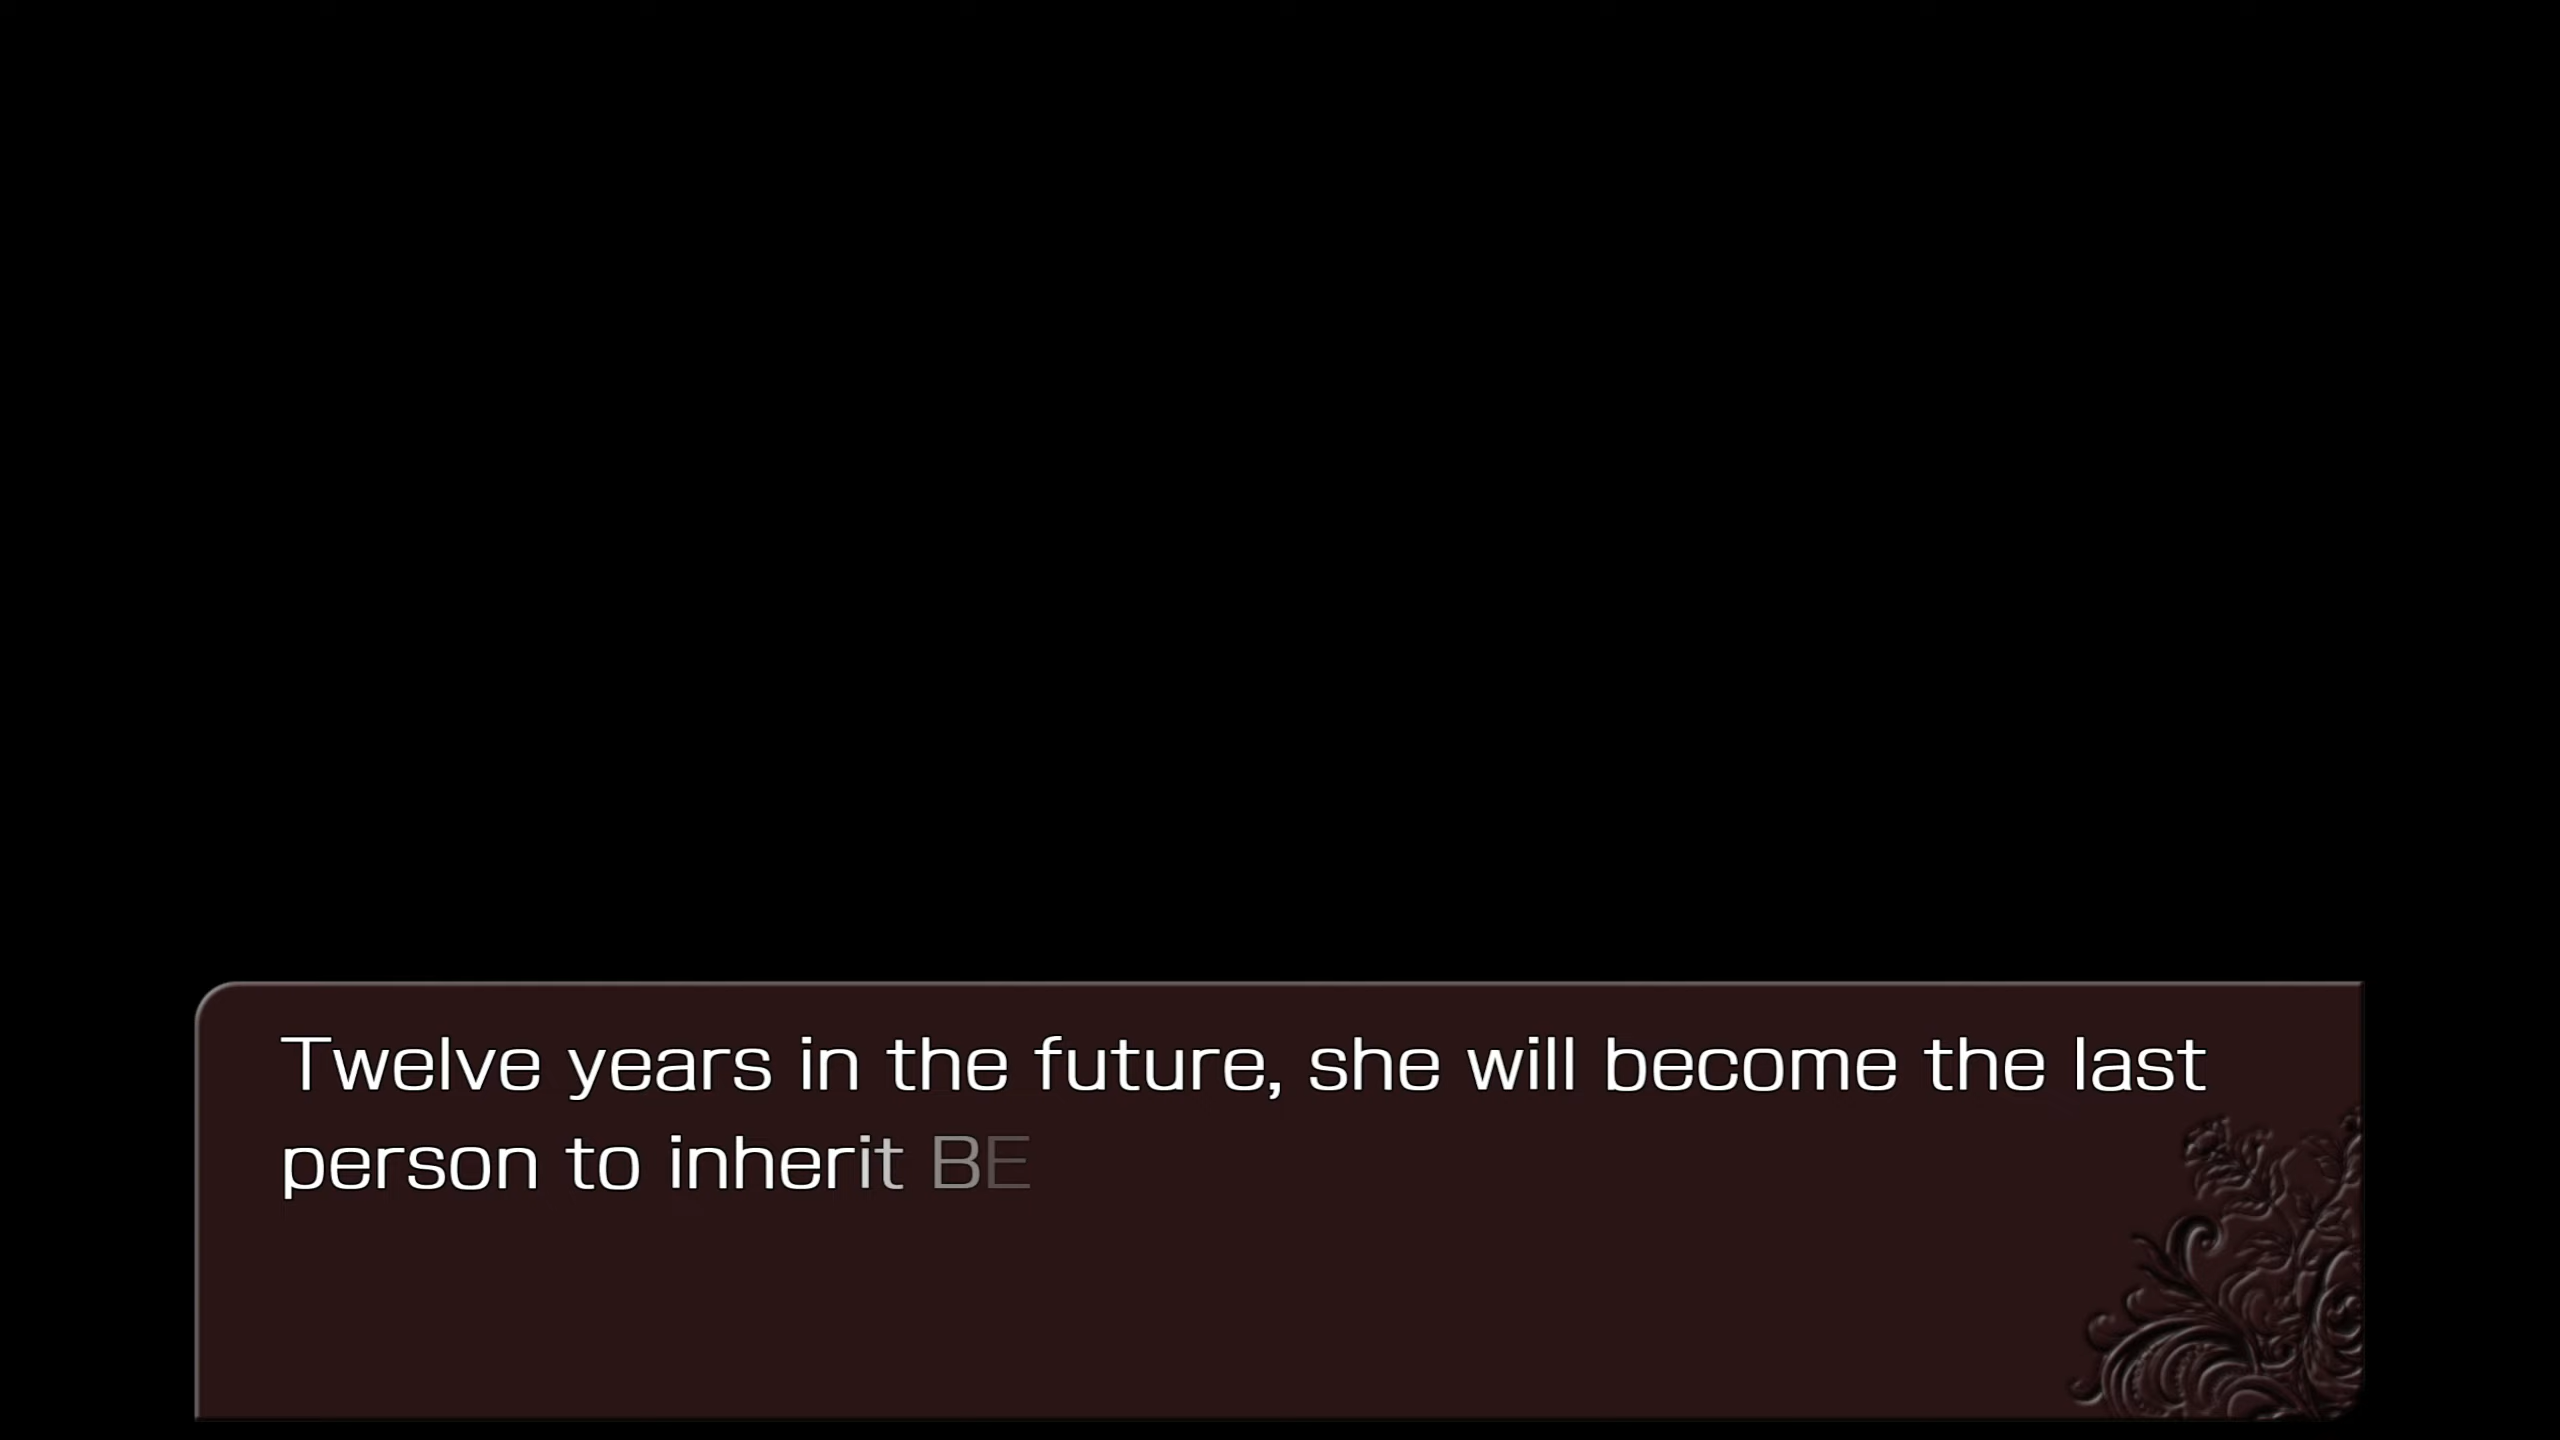 Twelve years in the future, she will become the last
person to inherit BE